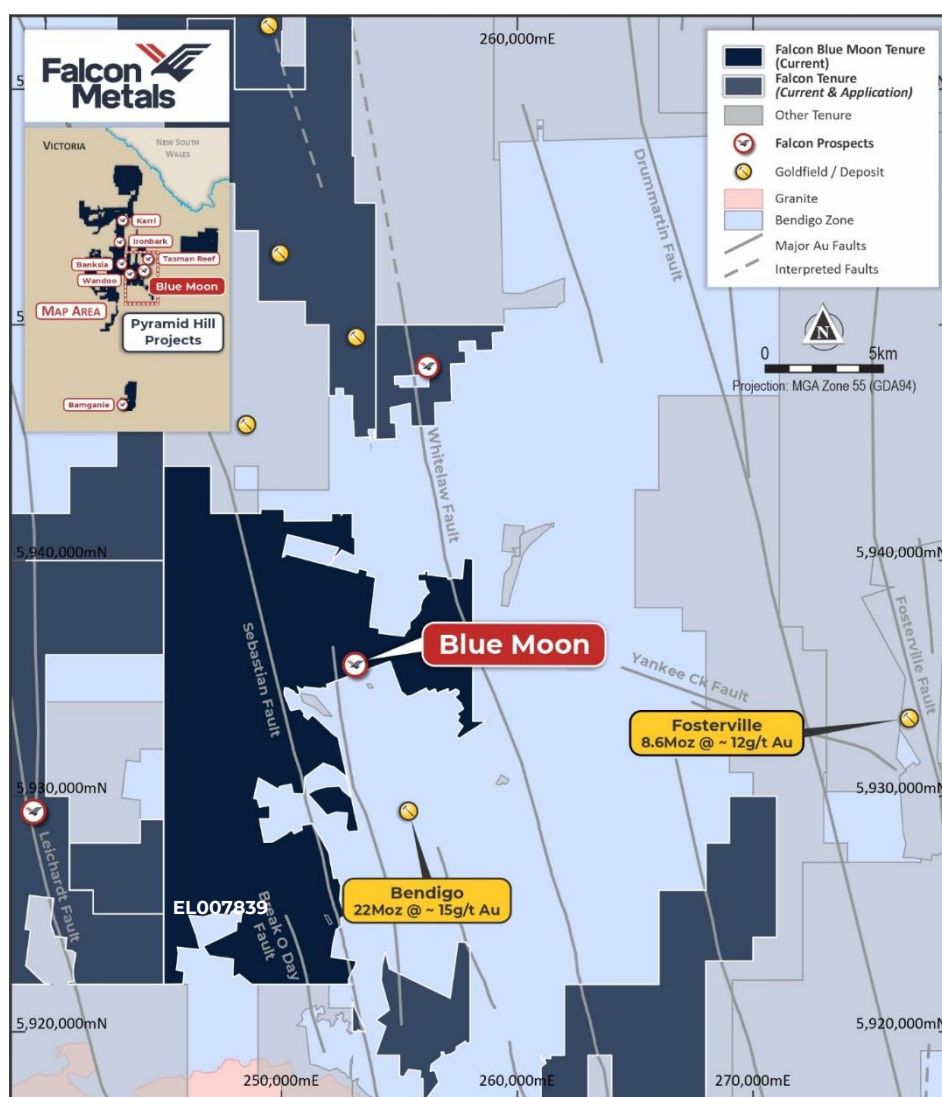 260,000mE
Falcon
Metals
VICTORIA
NEW SOUTH
WALES
Karri
Ironbark
Banksia
Tasman Reef
Wandoo
Blue Moon
MAP AREA
Pyramid Hill
Projects
Bamganie
Falcon Blue Moon Tenure
(Current)
Falcon Tenure
(Current & Application)
Other Tenure
Falcon Prospects
Goldfield / Deposit
Granite
Bendigo Zone
Major Au Faults
Interpreted Faults
N
0 5km
Projection: MGA Zone 55 (GDA94)
5
5
Drummartin Fault
Whitelaw Fault
5,940,000mN
5,940,000mN
Sebastian Fault
Blue Moon
Yankee Ck Fault
Fosterville Fault
Fosterville
8.6Moz @ ~ 12g/t Au
5,930,000mN
5,930,000mN
Leichardt Fault
Bendigo
22Moz @ ~ 15g/t Au
EL007839
Break O Day
Fault
5,920,000mN
5,920,000mN
250,000mE
260,000mE
270,000mE